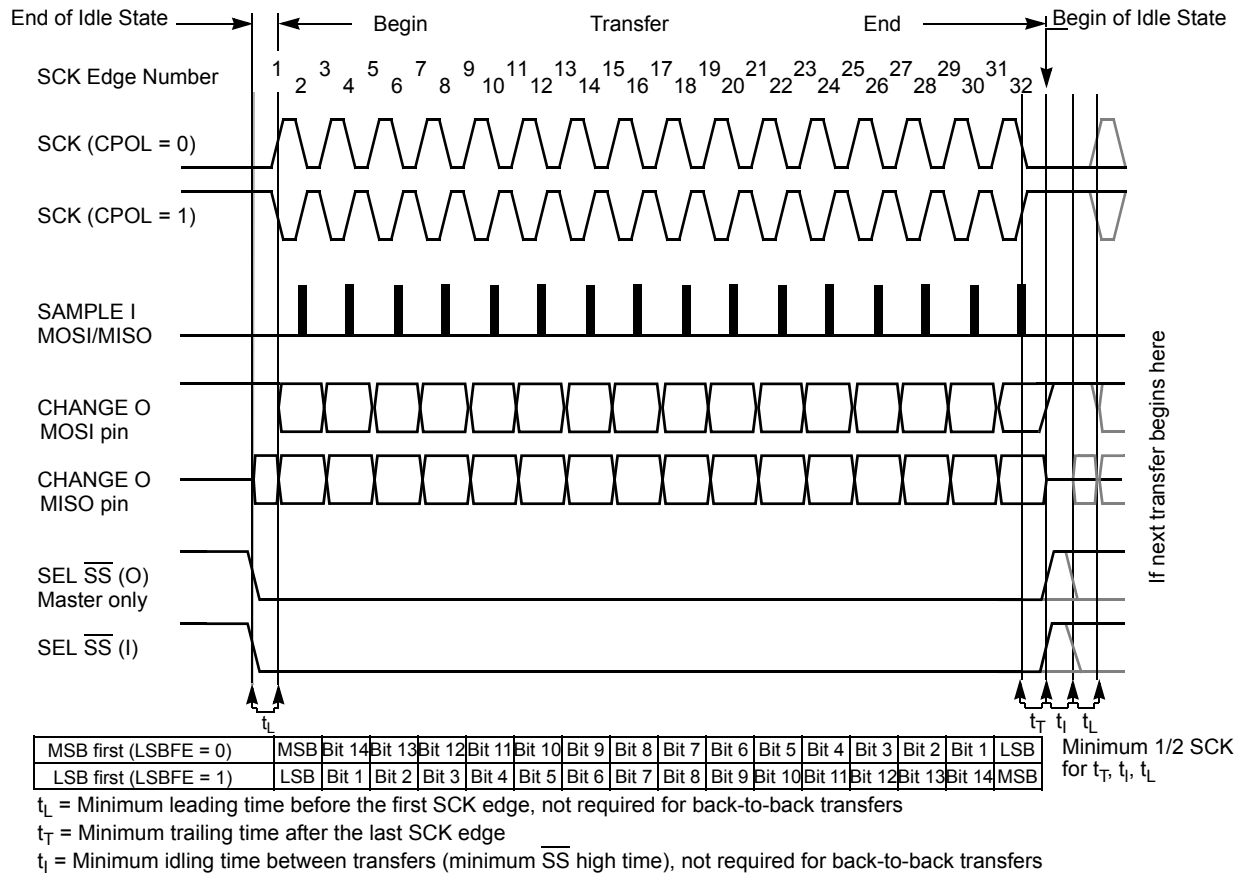 End of Idle State
Begin
Transfer
End
Begin of Idle State
SCK Edge Number
1 2 3 4 5 6 7 8 9 10 11 12 13 14 15 16 17 18 19 20 21 22 23 24 25 26 27 28 29 30 31 32
SCK (CPOL = 0)
SCK (CPOL = 1)
SAMPLE I
MOSI/MISO
CHANGE O
MOSI pin
CHANGE O
MISO pin
SEL SS (O)
Master only
SEL SS (I)
If next transfer begins here
tL
tT tI tL
MSB first (LSBFE = 0) MSB Bit 14 Bit 13 Bit 12 Bit 11 Bit 10 Bit 9 Bit 8 Bit 7 Bit 6 Bit 5 Bit 4 Bit 3 Bit 2 Bit 1 LSB
LSB first (LSBFE = 1) LSB Bit 1 Bit 2 Bit 3 Bit 4 Bit 5 Bit 6 Bit 7 Bit 8 Bit 9 Bit 10 Bit 11 Bit 12 Bit 13 Bit 14 MSB
Minimum 1/2 SCK
for tT, tI, tL
tL = Minimum leading time before the first SCK edge, not required for back-to-back transfers
tT = Minimum trailing time after the last SCK edge
tI = Minimum idling time between transfers (minimum SS high time), not required for back-to-back transfers